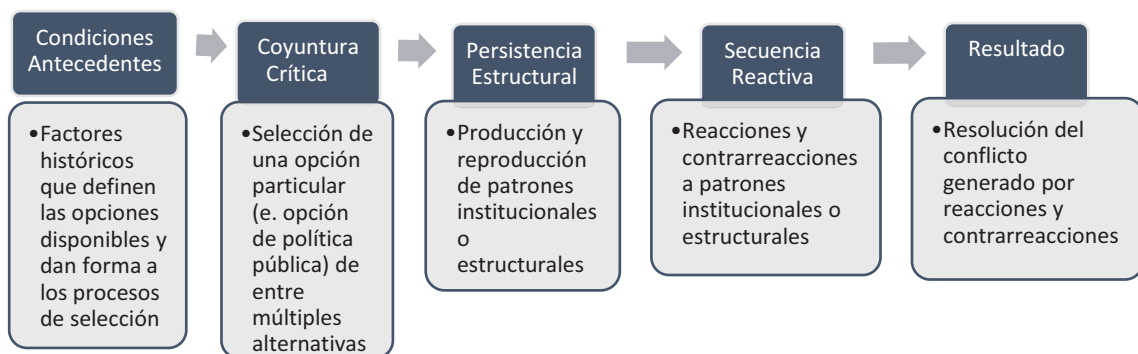 Condiciones
Antecedentes
•Factores
históricos
que definen
las opciones
disponibles y
dan forma a
los procesos
de selección
Coyuntura
Crítica
•Selección de
una opción
particular
(e. opción
de política
pública) de
entre
múltiples
alternativas
Persistencia
Estructural
•Producción y
reproducción
de patrones
institucionales
o
estructurales
Secuencia
Reactiva
•Reacciones y
contrarreacciones
a patrones
institucionales o
estructurales
Resultado
•Resolución del
conflicto
generado por
reacciones y
contrarreacciones